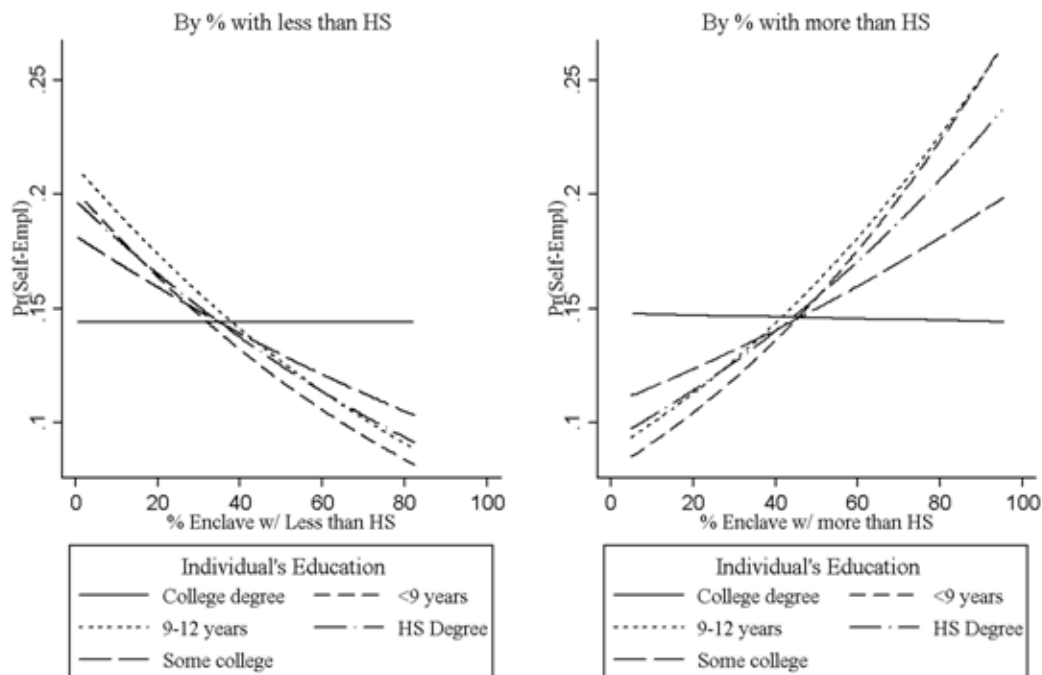 By % with less than HS
Pr(Self-Empl)
.25
.2
.15
.1
0 20 40 60 80 100
% Enclave w/ Less than HS
Individual's Education
College degree <9 years
9-12 years HS Degree
Some college
By % with more than HS
Pr(Self-Empl)
.25
.2
.15
.1
0 20 40 60 80 100
% Enclave w/ more than HS
Individual's Education
College degree <9 years
9-12 years HS Degree
Some college